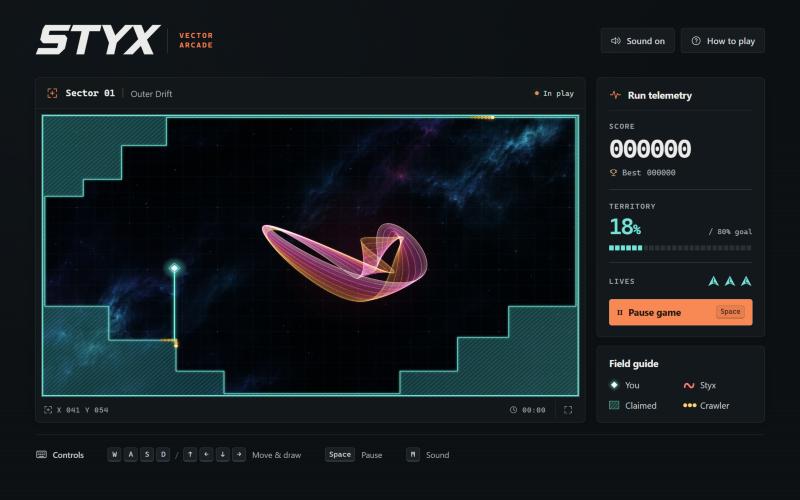 STYX
VECTOR
ARCADE
Sound on
How to play
Sector 01
Outer Drift
In play
Run telemetry
SCORE
000000
Best 000000
TERRITORY
18%
/ 80% goal
LIVES
Pause game
Space
Field guide
You
Styx
Claimed
Crawler
X 041 Y 054
00:00
Controls
W A S D / ↑ ← ↓ → Move & draw
Space Pause
M Sound